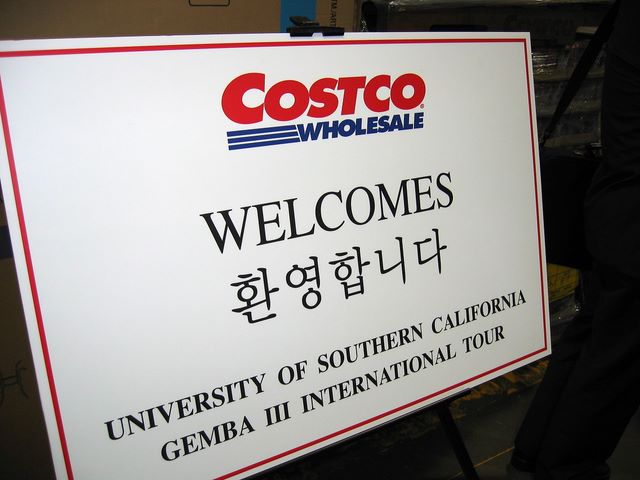 COSTCO
WHOLESALE
WELCOMES
환영합니다
UNIVERSITY OF SOUTHERN CALIFORNIA
GEMBA III INTERNATIONAL TOUR